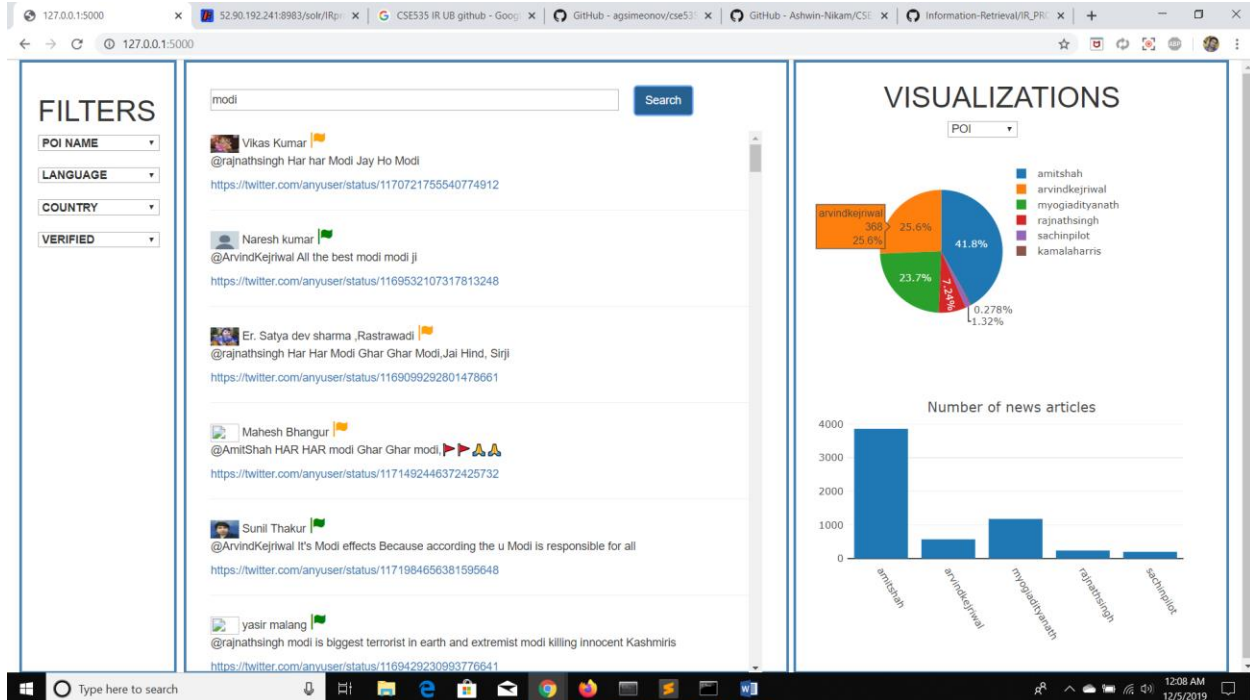 127.0.0.1:5000
52.90.192.241:8983/solr/IRpr
CSE535 IR UB github - Goog
GitHub - agsimeonov/cse53
GitHub - Ashwin-Nikam/CSE
Information-Retrieval/IR_PRO
127.0.0.1:5000
FILTERS
POI NAME
LANGUAGE
COUNTRY
VERIFIED
modi
Search
Vikas Kumar
@rajnathsingh Har har Modi Jay Ho Modi
https://twitter.com/anyuser/status/1170721755540774912
Naresh kumar
@ArvindKejriwal All the best modi modi ji
https://twitter.com/anyuser/status/1169532107317813248
Er. Satya dev sharma ,Rastrawadi
@rajnathsingh Har Har Modi Ghar Ghar Modi,Jai Hind, Sirji
https://twitter.com/anyuser/status/1169099292801478661
Mahesh Bhangur
@AmitShah HAR HAR modi Ghar Ghar modi,🚩🚩🙏🙏
https://twitter.com/anyuser/status/1171492446372425732
Sunil Thakur
@ArvindKejriwal It's Modi effects Because according the u Modi is responsible for all
https://twitter.com/anyuser/status/1171984656381595648
yasir malang
@rajnathsingh modi is biggest terrorist in earth and extremist modi killing innocent Kashmiris
https://twitter.com/anyuser/status/1169429230993776641
VISUALIZATIONS
POI
amitshah
arvindkejriwal
myogiadityanath
rajnathsingh
sachinpilot
kamalaharris
arvindkejriwal
368
25.6%
25.6%
41.8%
23.7%
7.24%
0.278%
1.32%
Number of news articles
4000
3000
2000
1000
0
amitshah
arvindkejriwal
myogiadityanath
rajnathsingh
sachinpilot
Type here to search
12:08 AM
12/5/2019